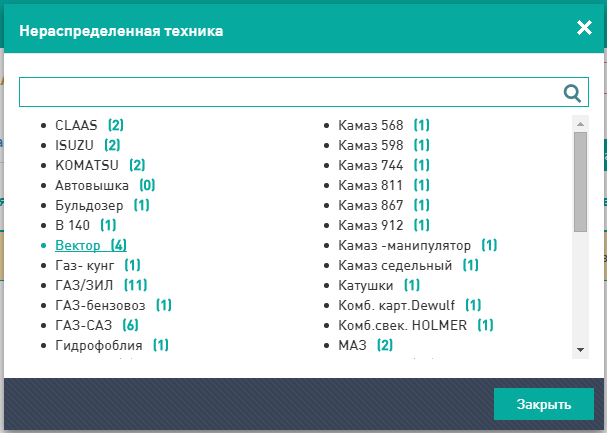 Нераспределенная техника
CLAAS (2)
ISUZU (2)
KOMATSU (2)
Автовышка (0)
Бульдозер (1)
В 140 (1)
Вектор (4)
Газ- кунг (1)
ГАЗ/ЗИЛ (11)
ГАЗ-бензовоз (1)
ГАЗ-САЗ (6)
Гидрофоблия (1)
Камаз 568 (1)
Камаз 598 (1)
Камаз 744 (1)
Камаз 811 (1)
Камаз 867 (1)
Камаз 912 (1)
Камаз -манипулятор (1)
Камаз седельный (1)
Катушки (1)
Комб. карт.Dewulf (1)
Комб.свек. HOLMER (1)
МАЗ (2)
Закрыть